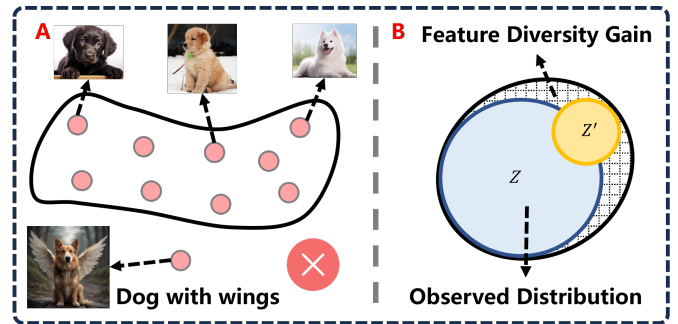 A
Dog with wings
B
Feature Diversity Gain
Z'
Z
Observed Distribution